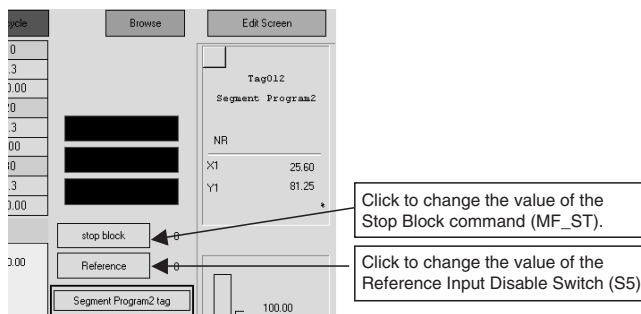 ycle
Browse
Edit Screen
0
.3
0.00
20
.3
00
30
.3
0.00
0.00
Tag012
Segment Program2
NR
X1 25.60
Y1 81.25
*
stop block 0
Reference 0
Segment Program2 tag
100.00
Click to change the value of the
Stop Block command (MF_ST).
Click to change the value of the
Reference Input Disable Switch (S5)